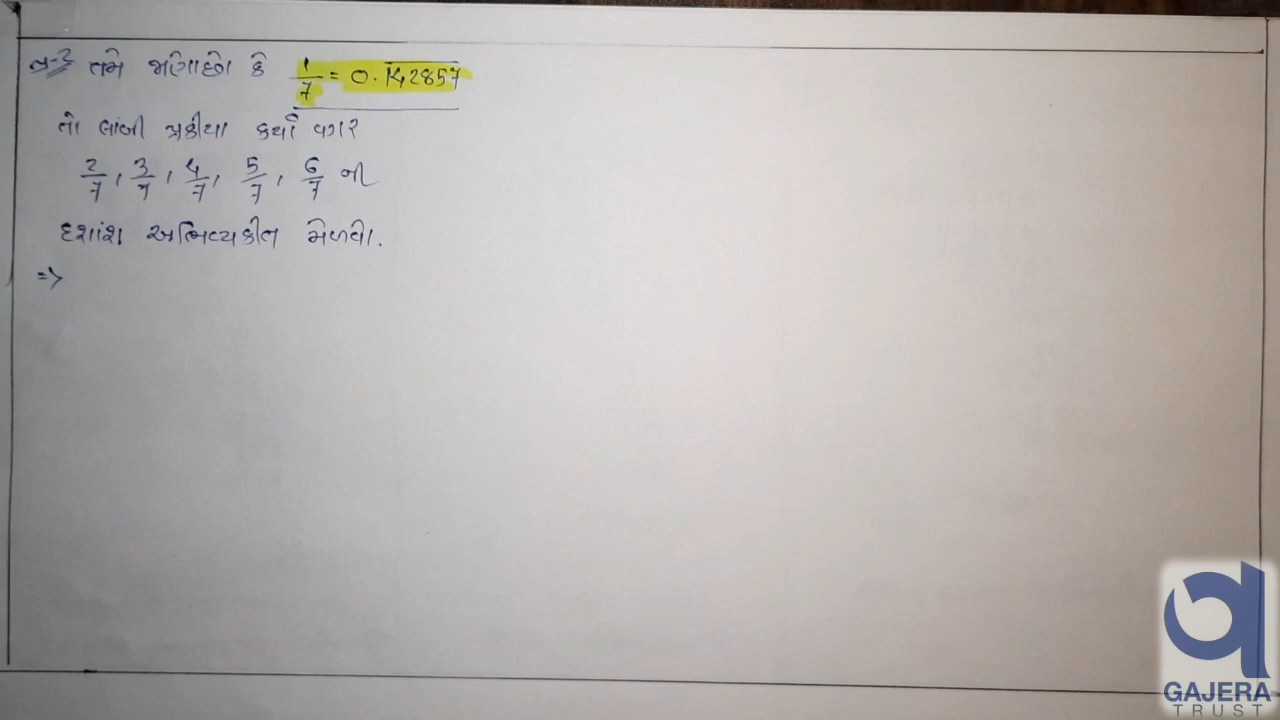 ત-૩ તમે જાણો છો કે 1/7 = 0.142857
તો લાંબી પ્રક્રીયા કર્યા વગર
2/7, 3/7, 4/7, 5/7, 6/7 ની
દશાંશ અભિવ્યકીત મેળવો.
=>
GAJERA
TRUST